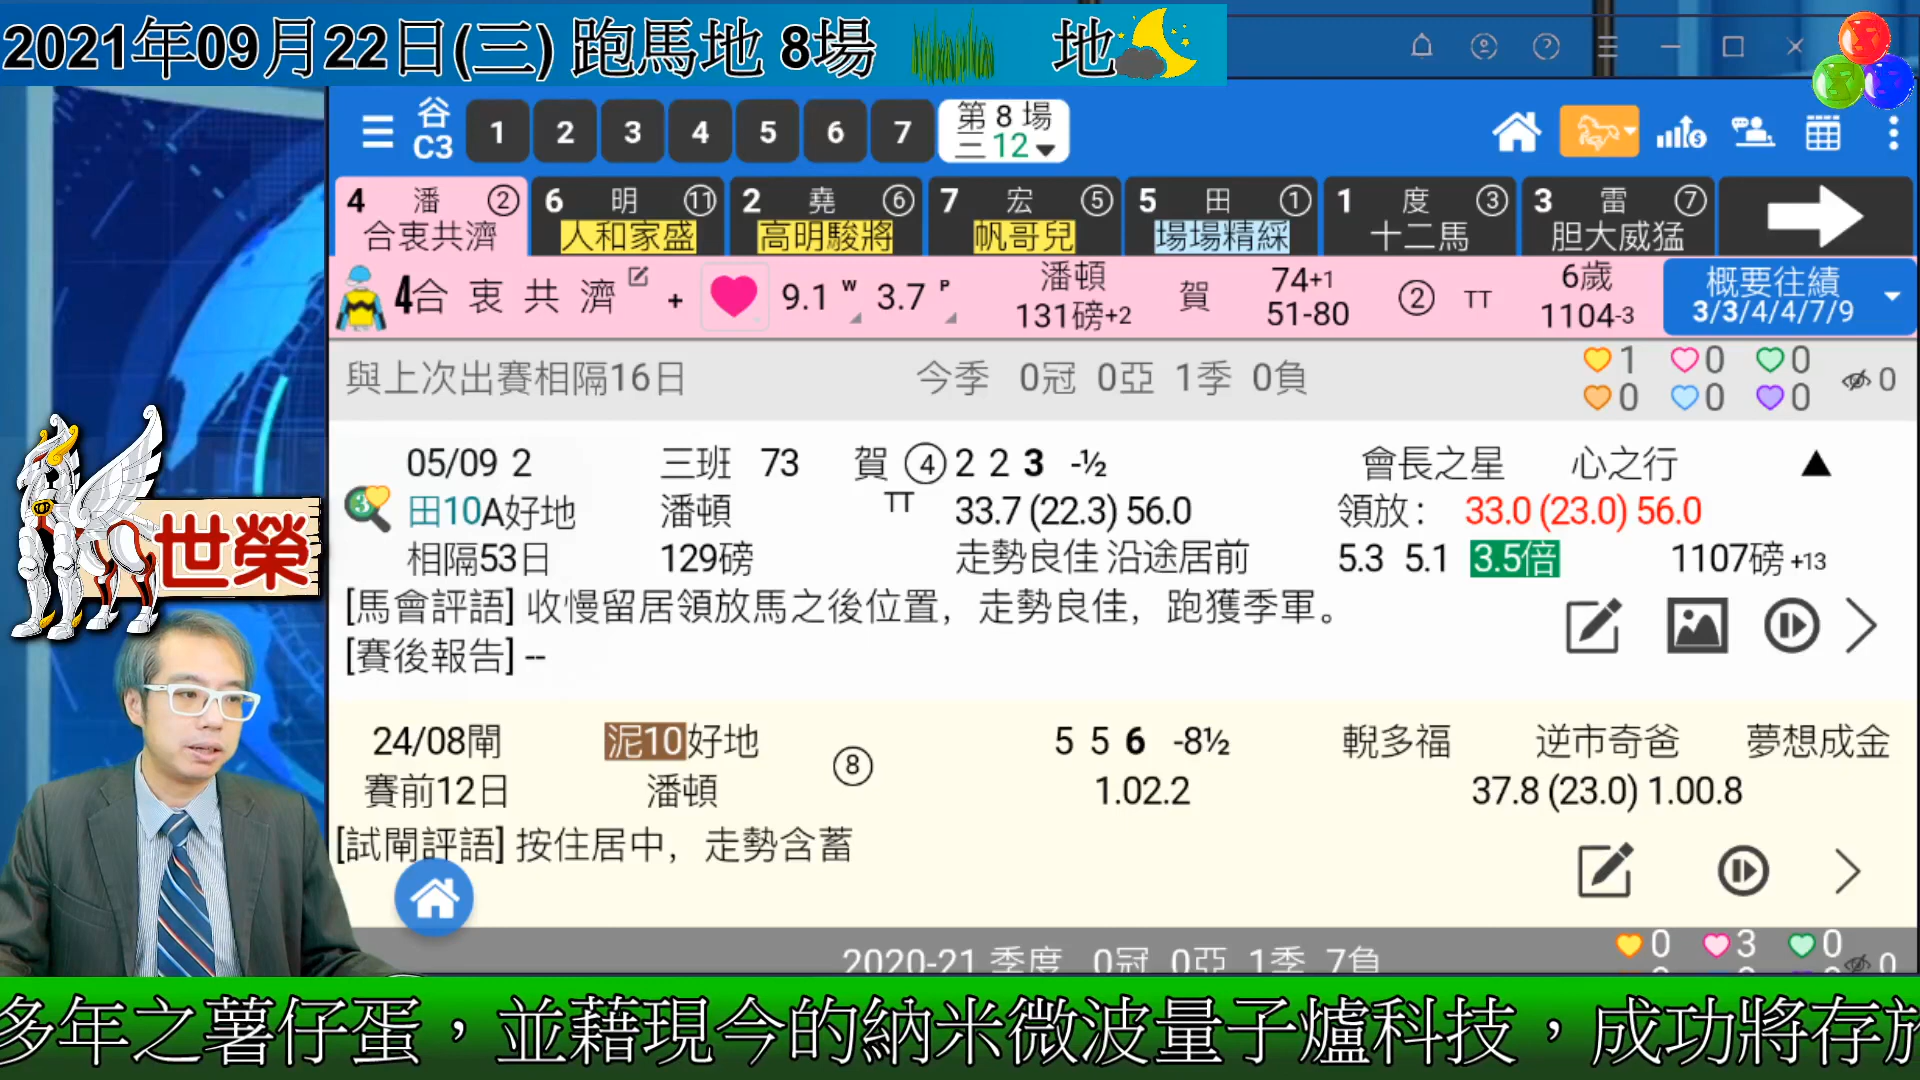 2021年09月22日(三) 跑馬地 8場 地
谷 C3 1 2 3 4 5 6 7 第8場 三12
4 潘 ② 合衷共濟
6 明 ⑪ 人和家盛
2 堯 ⑥ 高明駿將
7 宏 ⑤ 帆哥兒
5 田 ① 場場精綵
1 度 ③ 十二馬
3 雷 ⑦ 胆大威猛
4合衷共濟 + 9.1 W 3.7 P 潘頓 131磅+2 賀 74+1 51-80 ② TT 6歲 1104-3 概要往績 3/3/4/4/7/9
與上次出賽相隔16日 今季 0冠 0亞 1季 0負 1 0 0 0 0 0 0
05/09 2 三班 73 賀 ④ 2 2 3 -½ 會長之星 心之行 ▲
3 田10A好地 潘頓 TT 33.7 (22.3) 56.0 領放: 33.0 (23.0) 56.0
相隔53日 129磅 走勢良佳 沿途居前 5.3 5.1 3.5倍 1107磅 +13
[馬會評語] 收慢留居領放馬之後位置，走勢良佳，跑獲季軍。
[賽後報告] --
世榮
24/08閘 泥10好地 ⑧ 5 5 6 -8½ 輗多福 逆市奇爸 夢想成金
賽前12日 潘頓 1.02.2 37.8 (23.0) 1.00.8
[試閘評語] 按住居中，走勢含蓄
2020-21 季度 0冠 0亞 1季 7負 0 3 0 0
多年之薯仔蛋，並藉現今的納米微波量子爐科技，成功將存放